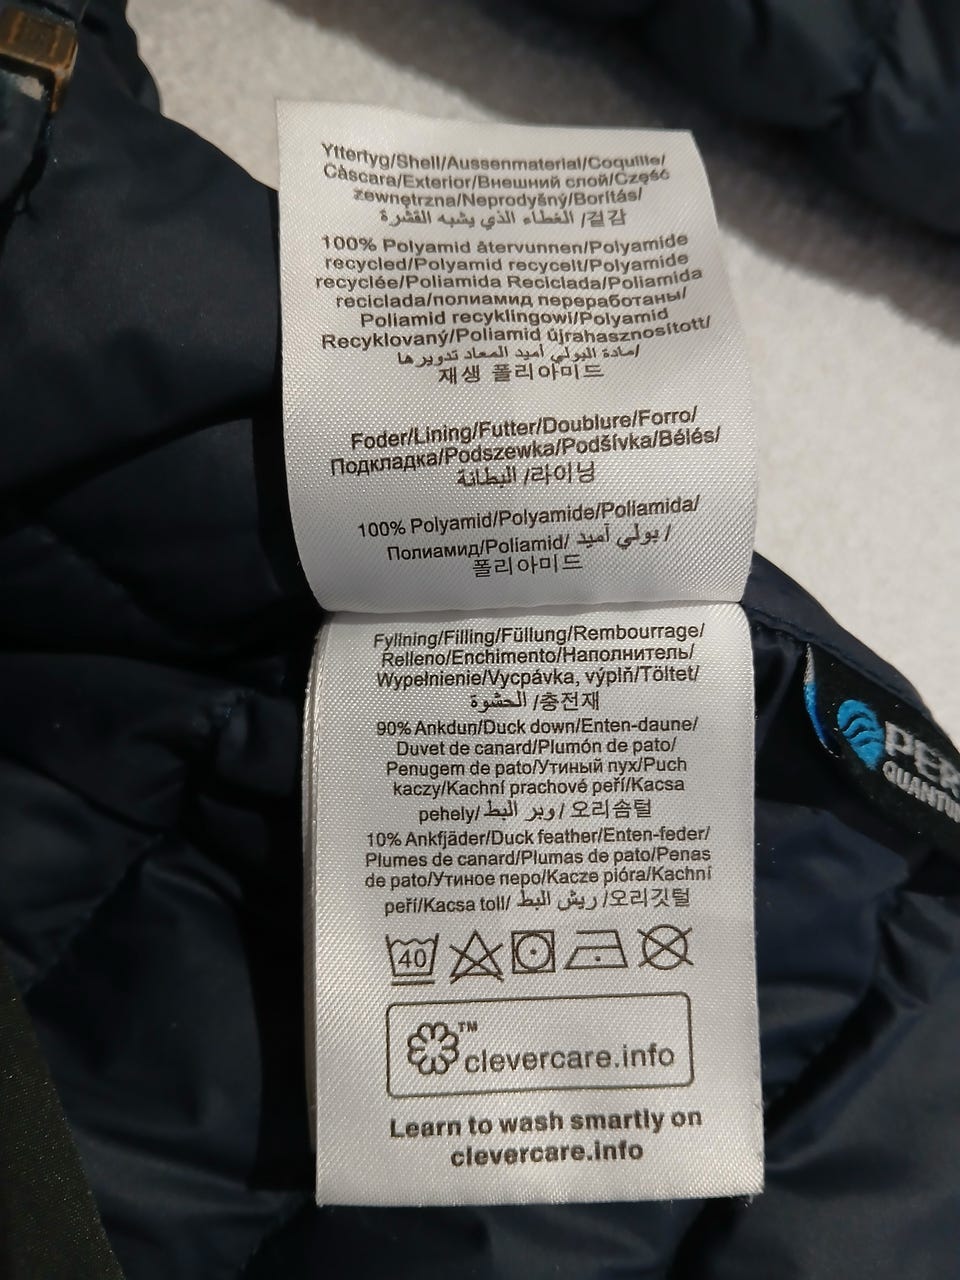 Yttertyg/Shell/Aussenmaterial/Coquille/
Càscara/Exterior/Внешний слой/Część
zewnętrzna/Neprodyšný/Borítás/
الغطاء الذي يشبه القشرة /겉감
100% Polyamid återvunnen/Polyamide
recycled/Polyamid recycelt/Polyamide
recyclée/Poliamida Reciclada/Poliamida
reciclada/полиамид переработаны/
Poliamid recyklingowi/Polyamid
Recyklovaný/Poliamid újrahasznosított/
مادة البولي أميد المعاد تدويرها/
재생 폴리아미드
Foder/Lining/Futter/Doublure/Forro/
Подкладка/Podszewka/Podšívka/Bélés/
البطانة /라이닝
100% Polyamid/Polyamide/Poliamida/
Полиамид/Poliamid/ بولي أميد /
폴리아미드
Fyllning/Filling/Füllung/Rembourrage/
Relleno/Enchimento/Наполнитель/
Wypełnienie/Vycpávka, výplň/Töltet/
الحشوة /충전재
90% Ankdun/Duck down/Enten-daune/
Duvet de canard/Plumón de pato/
Penugem de pato/Утиный пух/Puch
kaczy/Kachní prachové peří/Kacsa
pehely/ وبر البط / 오리솜털
10% Ankfjäder/Duck feather/Enten-feder/
Plumes de canard/Plumas de pato/Penas
de pato/Утиное перо/Kacze pióra/Kachní
peří/Kacsa toll/ ريش البط /오리깃털
40
TM
clevercare.info
Learn to wash smartly on
clevercare.info